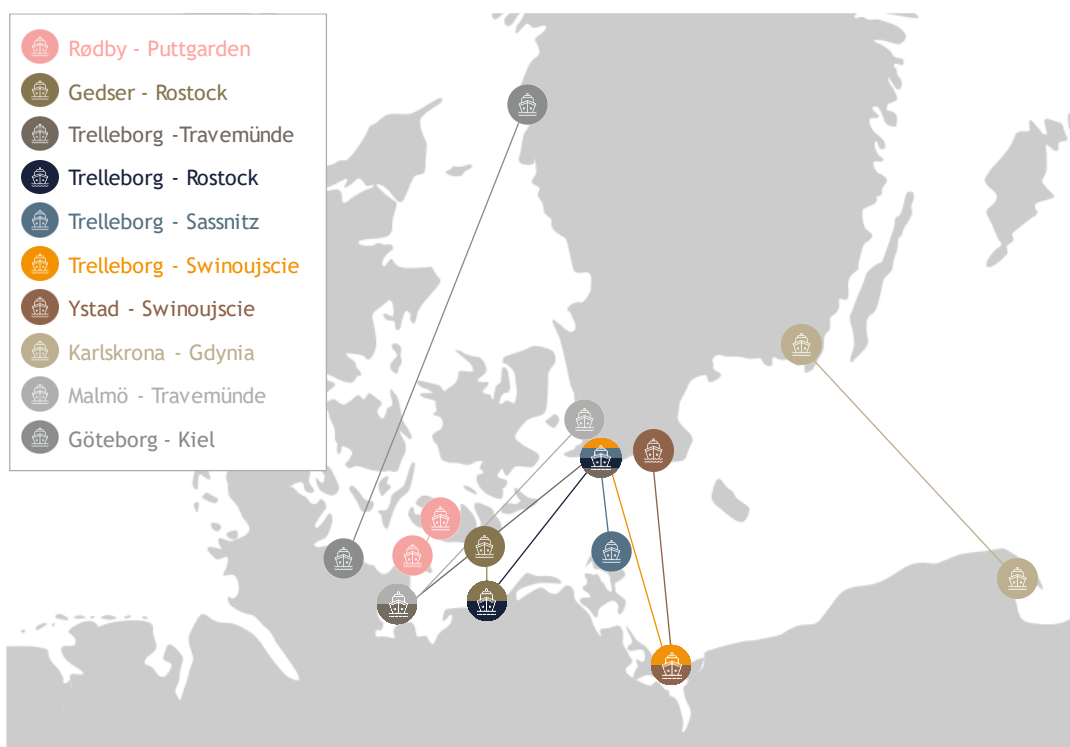 Rødby - Puttgarden
Gedser - Rostock
Trelleborg -Travemünde
Trelleborg - Rostock
Trelleborg - Sassnitz
Trelleborg - Swinoujscie
Ystad - Swinoujscie
Karlskrona - Gdynia
Malmö - Travemünde
Göteborg - Kiel